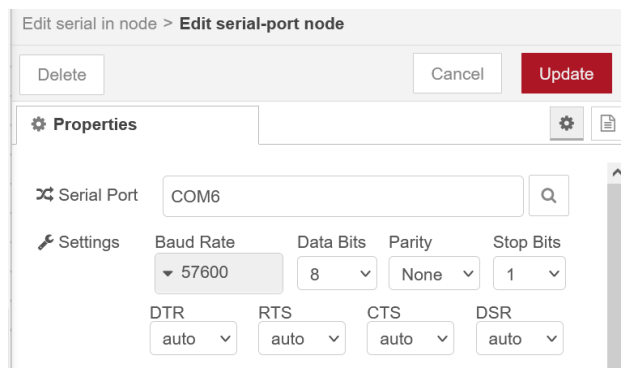 Edit serial in node > Edit serial-port node
Delete Cancel Update
Properties
Serial Port COM6
Settings Baud Rate Data Bits Parity Stop Bits
57600 8 None 1
DTR RTS CTS DSR
auto auto auto auto